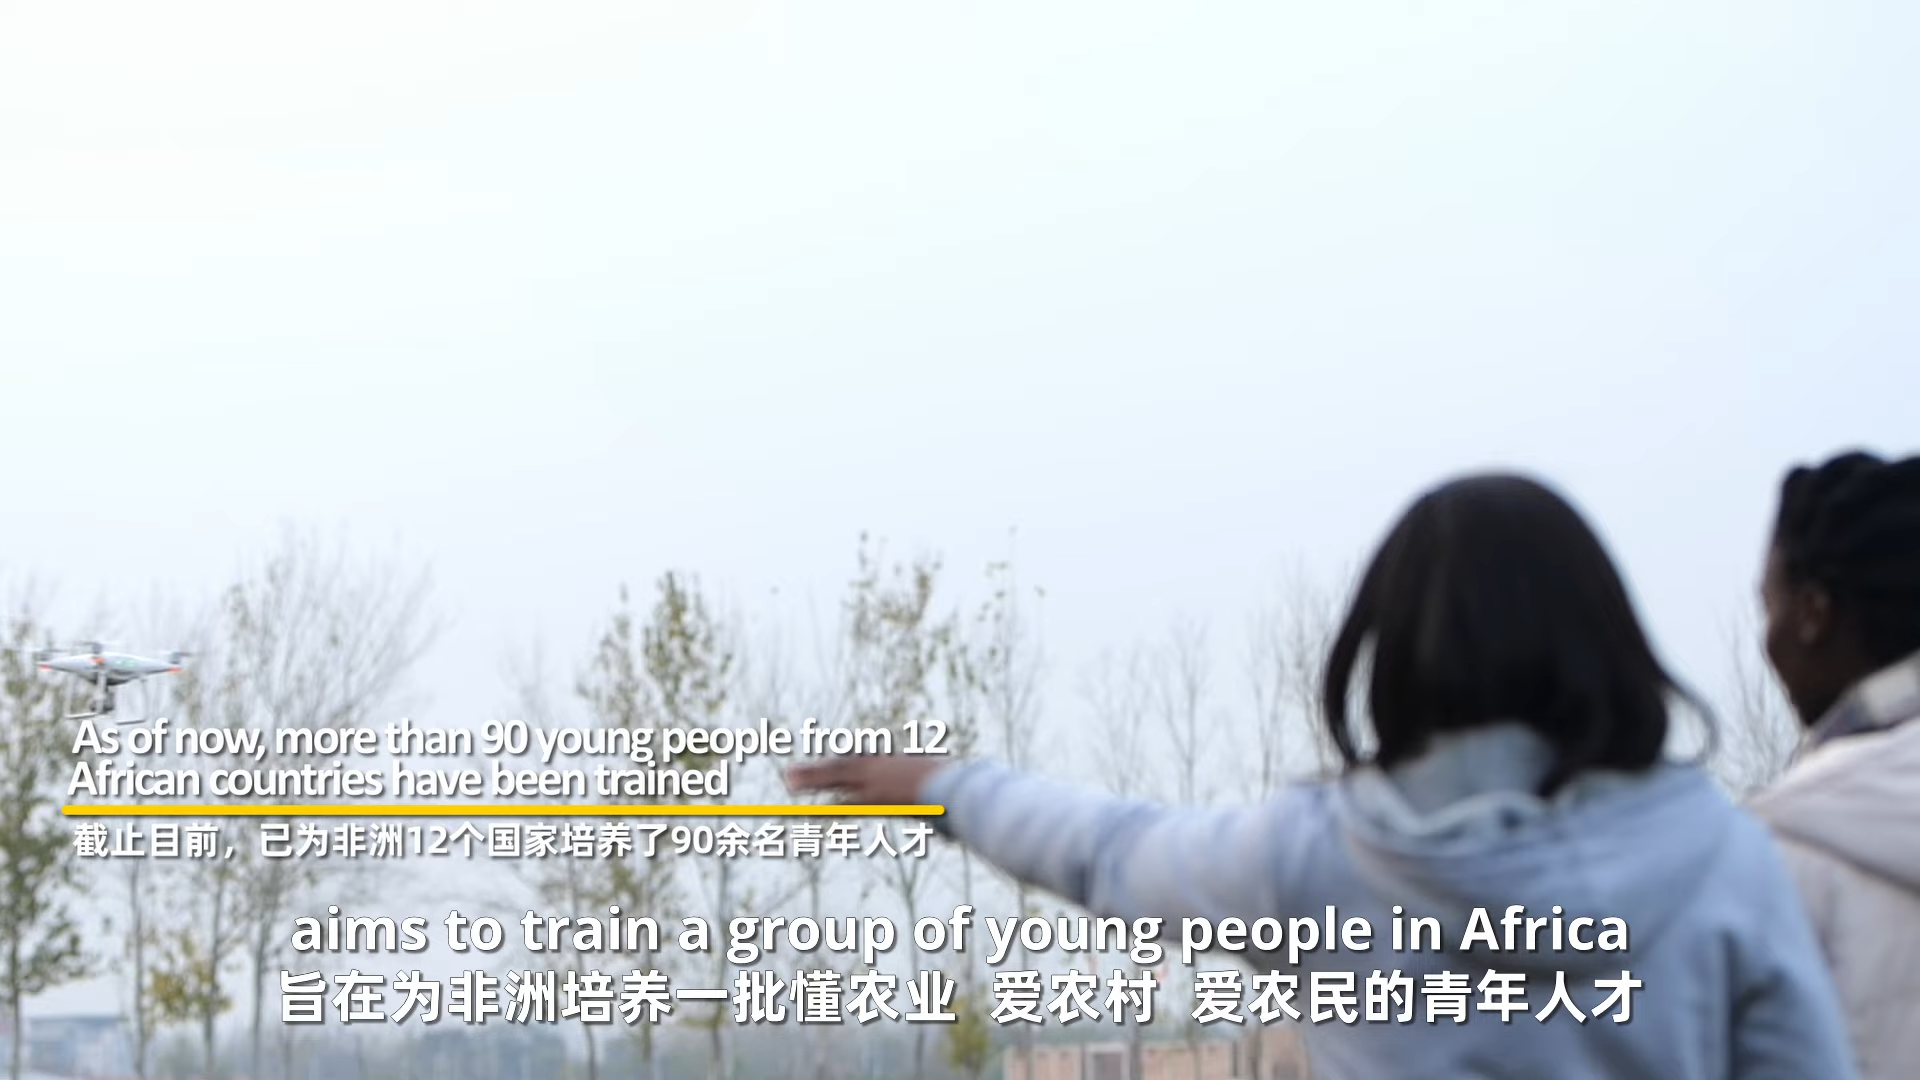 As of now, more than 90 young people from 12
African countries have been trained
截止目前，已为非洲12个国家培养了90余名青年人才
aims to train a group of young people in Africa
旨在为非洲培养一批懂农业 爱农村 爱农民的青年人才